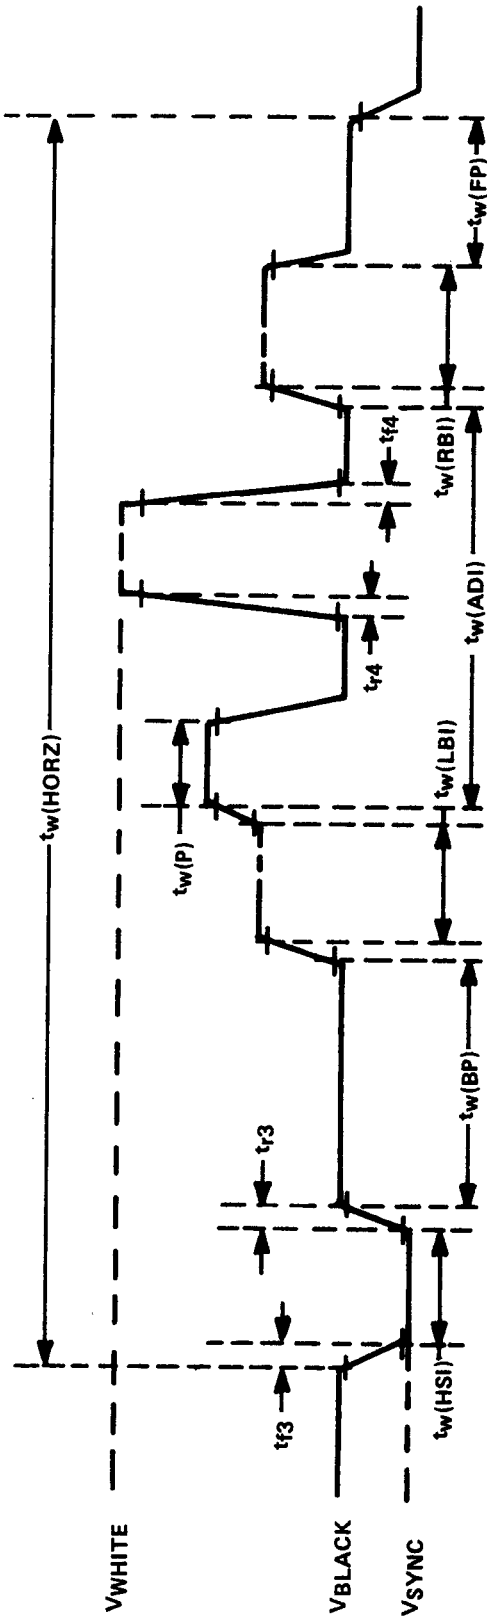 tw(HORZ)
VWHITE
tw(P)
tr4
tf4
tf3
tr3
VBLACK
VSYNC
tw(HSI)
tw(BP)
tw(LBI)
tw(ADI)
tw(RBI)
tw(FP)